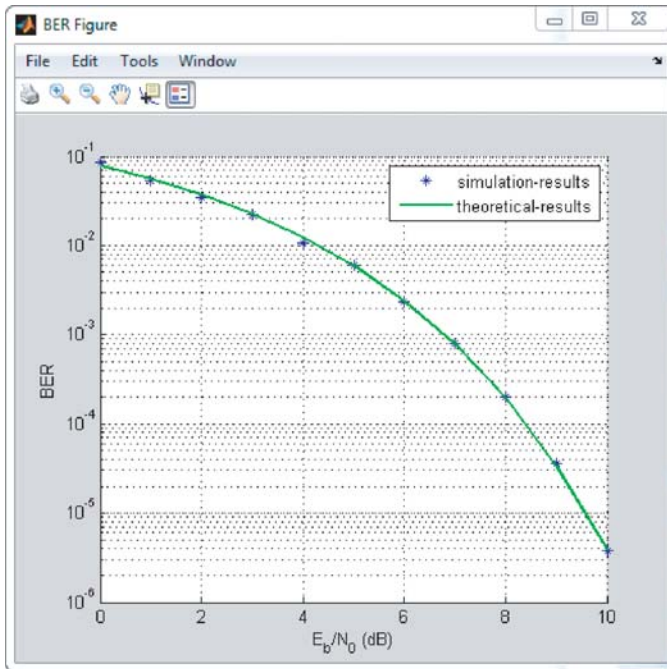 BER Figure
File Edit Tools Window
10^-1
10^-2
10^-3
10^-4
10^-5
10^-6
BER
simulation-results
theoretical-results
0 2 4 6 8 10
E_b/N_0 (dB)